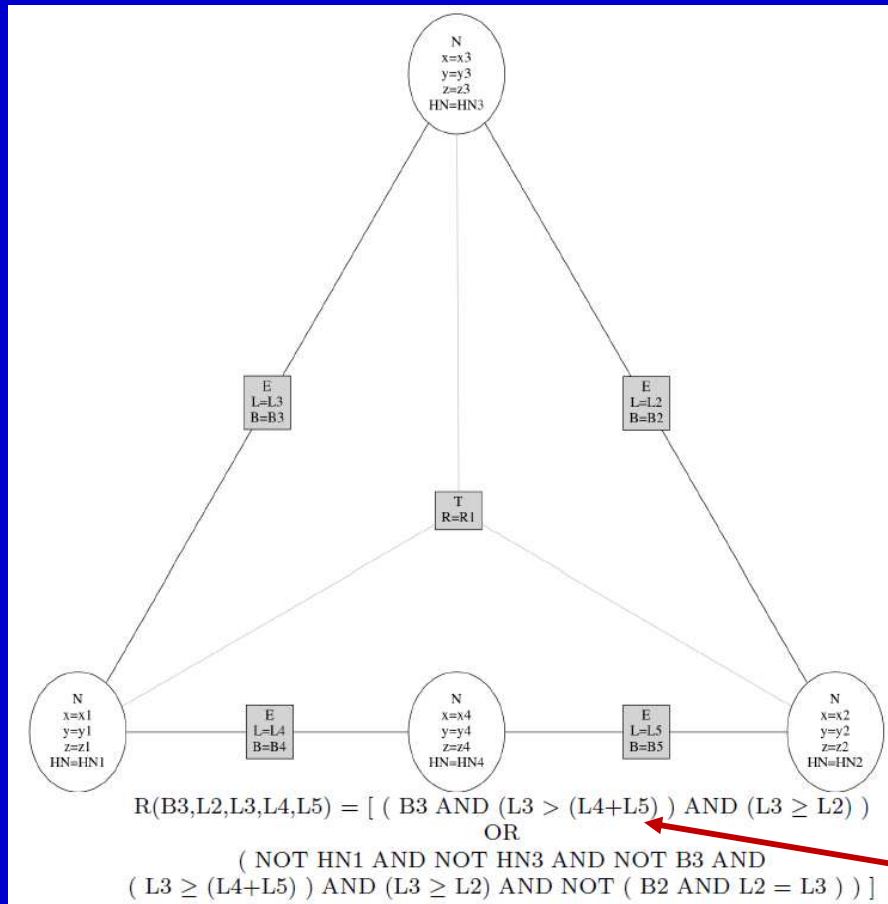 N
x=x3
y=y3
z=z3
HN=HN3
E
L=L3
B=B3
E
L=L2
B=B2
T
R=R1
N
x=x1
y=y1
z=z1
HN=HN1
E
L=L4
B=B4
N
x=x4
y=y4
z=z4
HN=HN4
E
L=L5
B=B5
N
x=x2
y=y2
z=z2
HN=HN2
R(B3,L2,L3,L4,L5) = [ ( B3 AND (L3 > (L4+L5) ) AND (L3 ≥ L2) )
OR
( NOT HN1 AND NOT HN3 AND NOT B3 AND
( L3 ≥ (L4+L5) ) AND (L3 ≥ L2) AND NOT ( B2 AND L2 = L3 ) ) ]